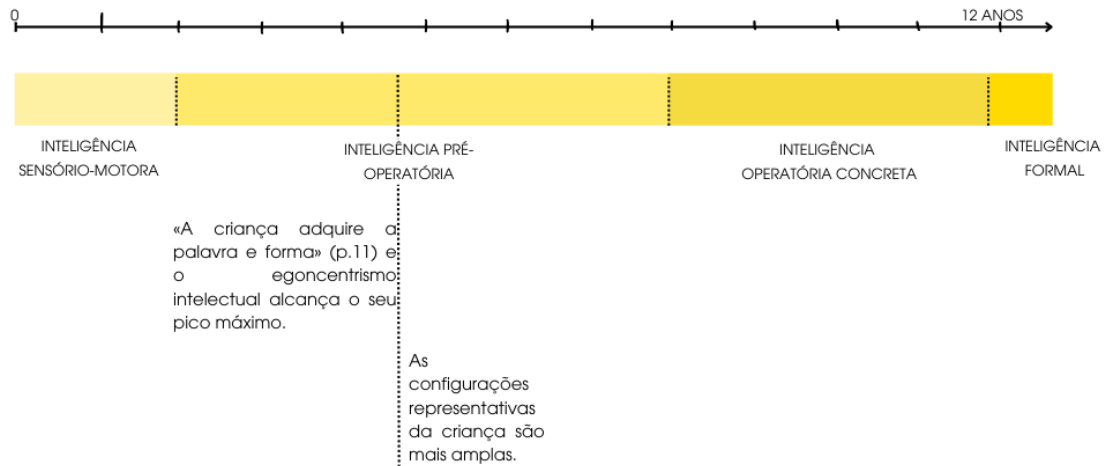 0
12 ANOS
INTELIGÊNCIA
SENSÓRIO-MOTORA
INTELIGÊNCIA PRÉ-
OPERATÓRIA
INTELIGÊNCIA
OPERATÓRIA CONCRETA
INTELIGÊNCIA
FORMAL
«A criança adquire a
palavra e forma» (p.11) e
o egoncentrismo
intelectual alcança o seu
pico máximo.
As
configurações
representativas
da criança são
mais amplas.